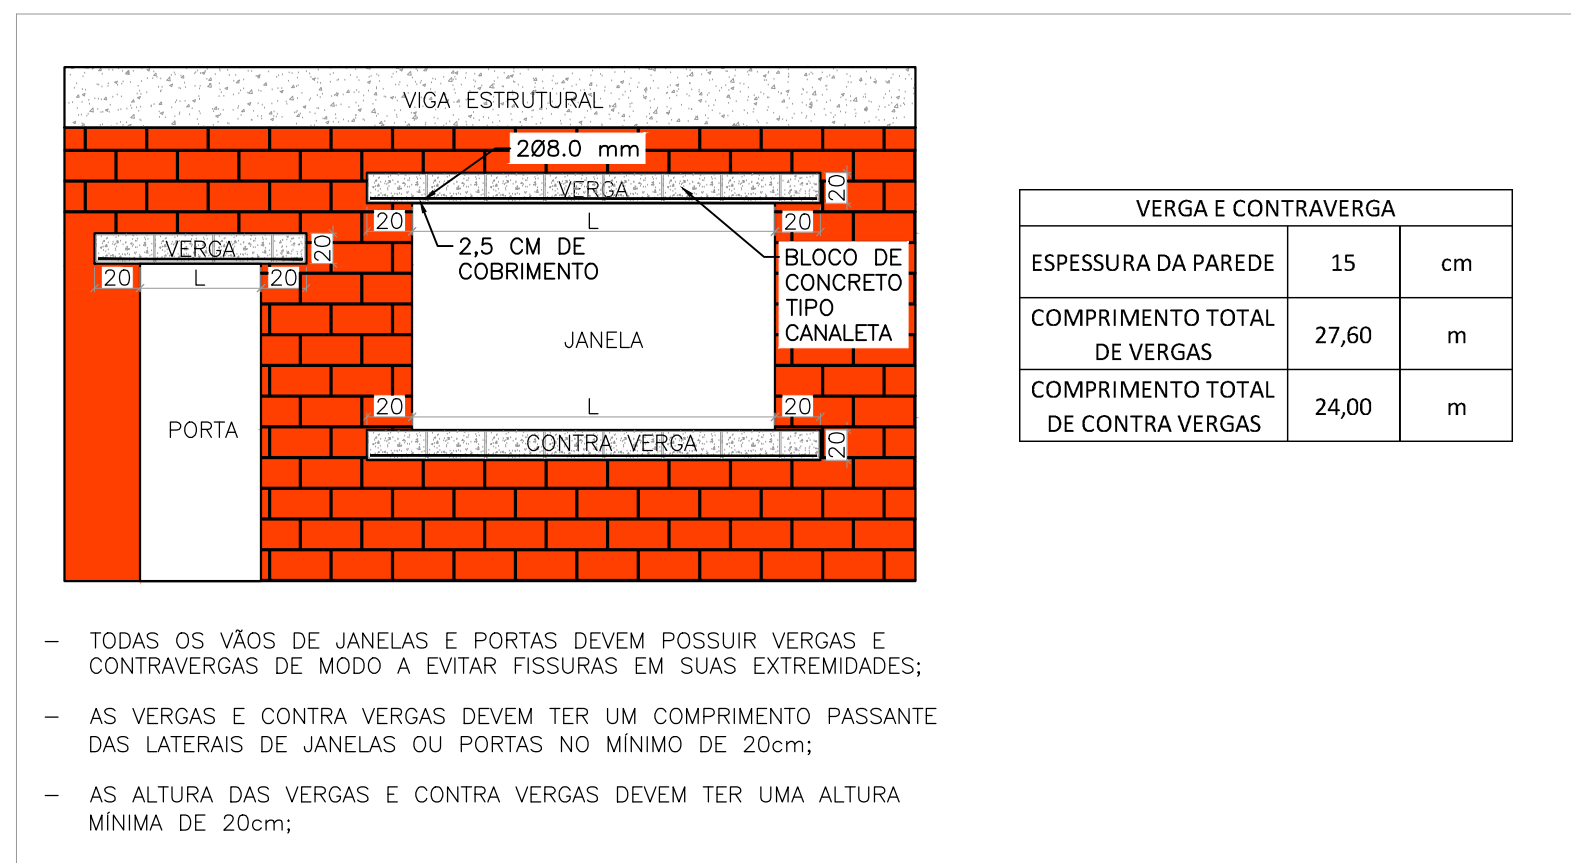 VIGA ESTRUTURAL
2Ø8.0 mm
VERGA
20
20
L
20
VERGA
20
20
L
20
2,5 CM DE
COBRIMENTO
BLOCO DE
CONCRETO
TIPO
CANALETA
JANELA
20
L
20
PORTA
CONTRA VERGA
20
VERGA E CONTRAVERGA
ESPESSURA DA PAREDE 15 cm
COMPRIMENTO TOTAL
DE VERGAS 27,60 m
COMPRIMENTO TOTAL
DE CONTRA VERGAS 24,00 m
— TODAS OS VÃOS DE JANELAS E PORTAS DEVEM POSSUIR VERGAS E
CONTRAVERGAS DE MODO A EVITAR FISSURAS EM SUAS EXTREMIDADES;
— AS VERGAS E CONTRA VERGAS DEVEM TER UM COMPRIMENTO PASSANTE
DAS LATERAIS DE JANELAS OU PORTAS NO MÍNIMO DE 20cm;
— AS ALTURA DAS VERGAS E CONTRA VERGAS DEVEM TER UMA ALTURA
MÍNIMA DE 20cm;